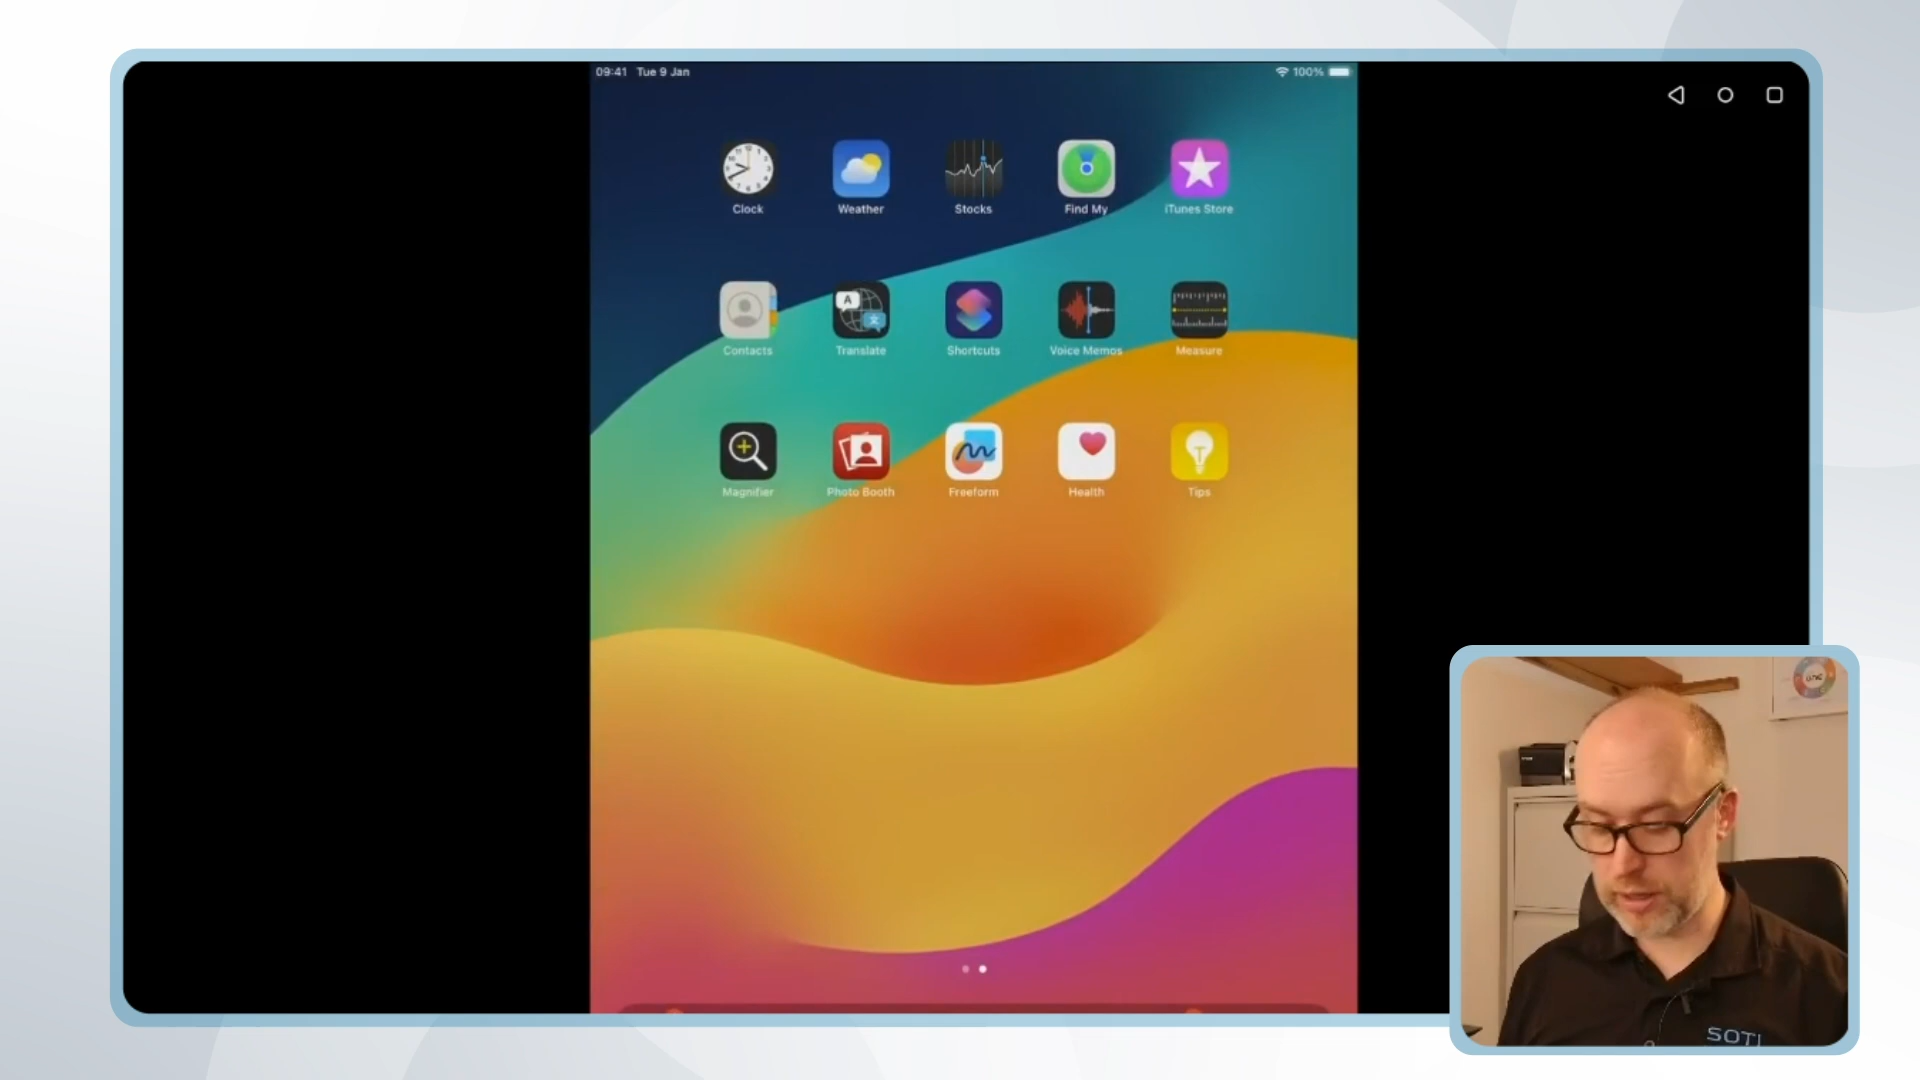 09:41 Tue 9 Jan 100%
Clock Weather Stocks Find My iTunes Store
Contacts Translate Shortcuts Voice Memos Measure
Magnifier Photo Booth Freeform Health Tips
SOTI